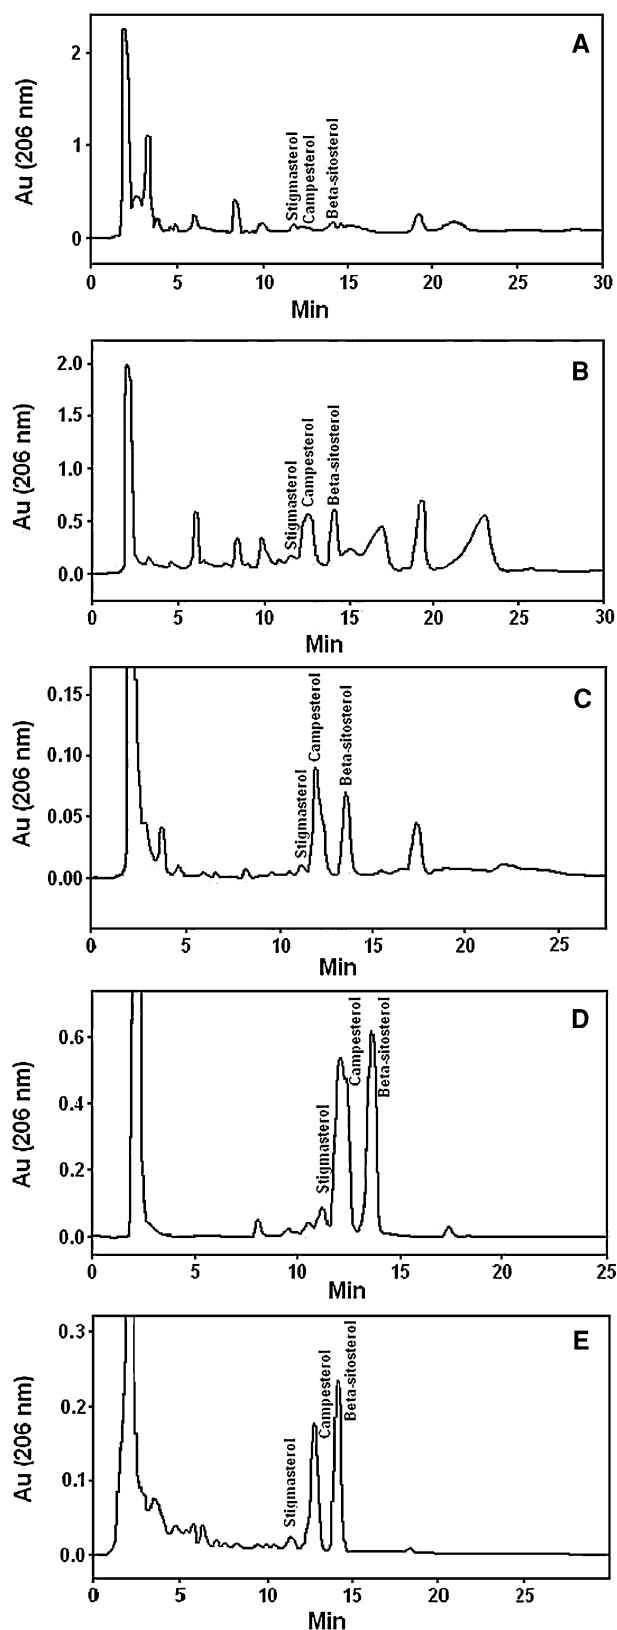 A
Au (206 nm)
2
1
0
Stigmasterol
Campesterol
Beta-sitosterol
0 5 10 15 20 25 30
Min
B
Au (206 nm)
2.0
1.5
1.0
0.5
0.0
Stigmasterol
Campesterol
Beta-sitosterol
0 5 10 15 20 25 30
Min
C
Au (206 nm)
0.15
0.10
0.05
0.00
Stigmasterol
Campesterol
Beta-sitosterol
0 5 10 15 20 25
Min
D
Au (206 nm)
0.6
0.4
0.2
0.0
Stigmasterol
Campesterol
Beta-sitosterol
0 5 10 15 20 25
Min
E
Au (206 nm)
0.3
0.2
0.1
0.0
Stigmasterol
Campesterol
Beta-sitosterol
0 5 10 15 20 25
Min